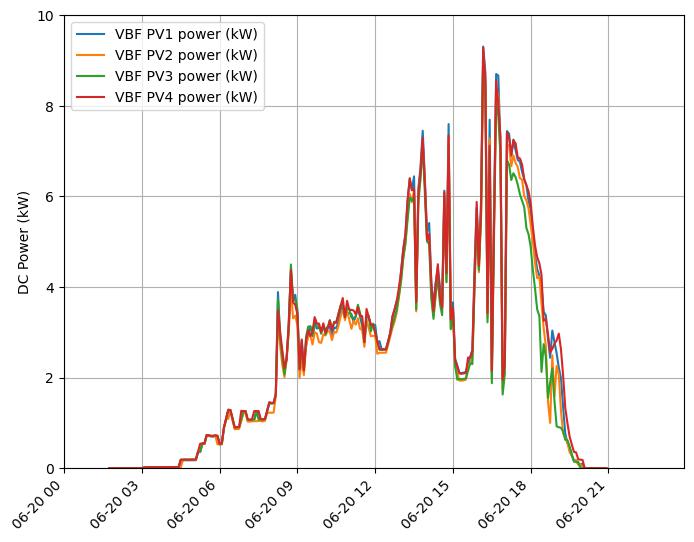 10
8
6
4
2
0
DC Power (kW)
VBF PV1 power (kW)
VBF PV2 power (kW)
VBF PV3 power (kW)
VBF PV4 power (kW)
06-20 00
06-20 03
06-20 06
06-20 09
06-20 12
06-20 15
06-20 18
06-20 21